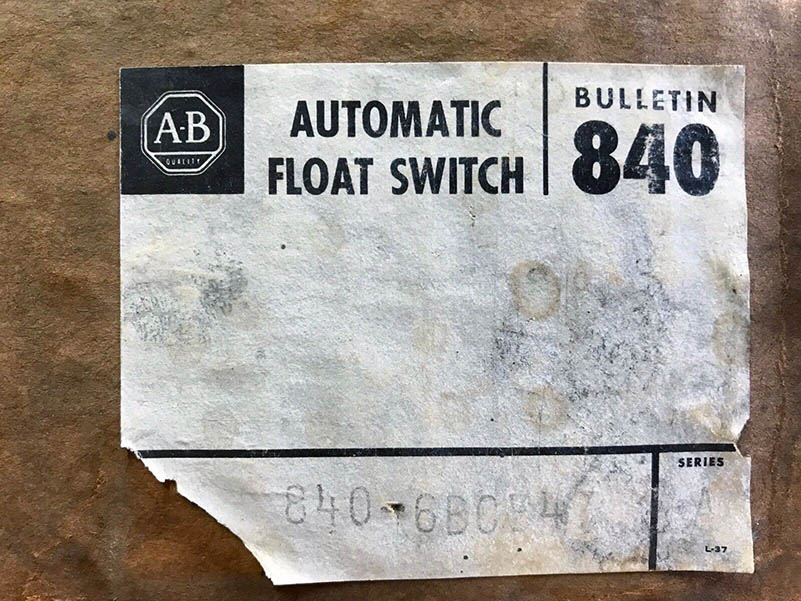 A-B
QUALITY
AUTOMATIC
FLOAT SWITCH
BULLETIN
840
SERIES
A
L-37